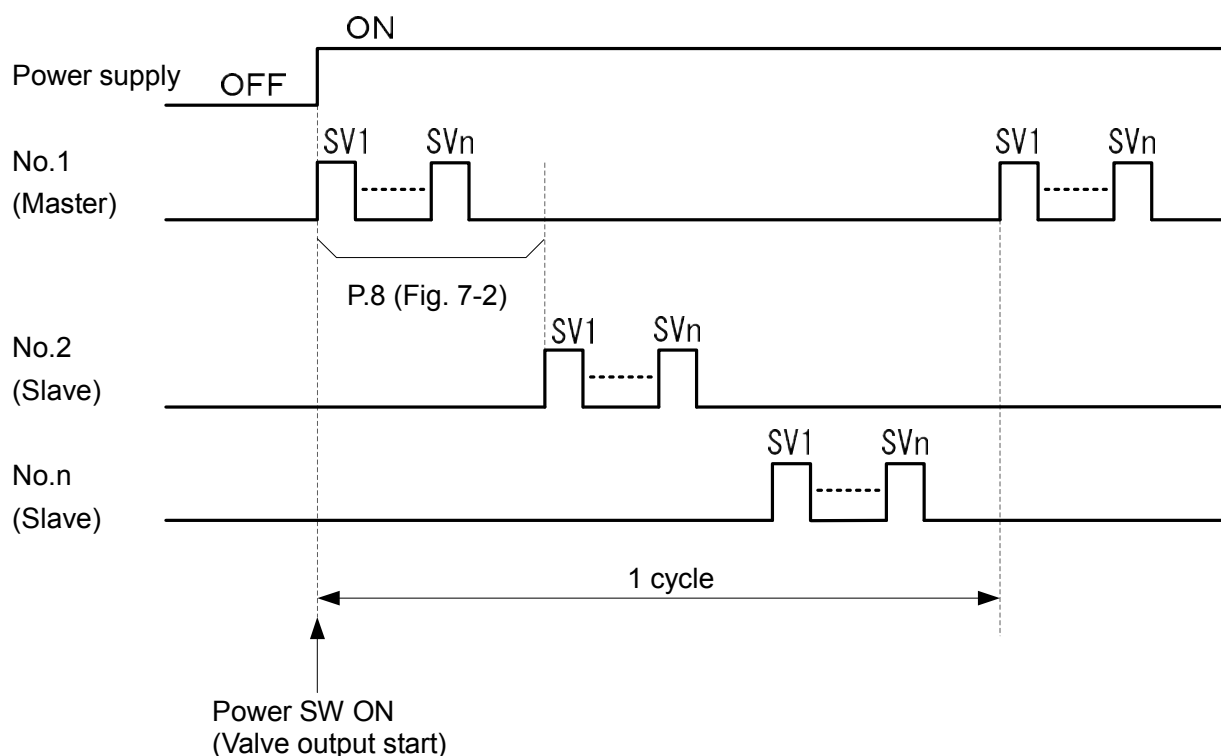 ON
Power supply OFF
SV1 SVn SV1 SVn
No.1
(Master)
P.8 (Fig. 7-2)
SV1 SVn
No.2
(Slave)
SV1 SVn
No.n
(Slave)
1 cycle
Power SW ON
(Valve output start)